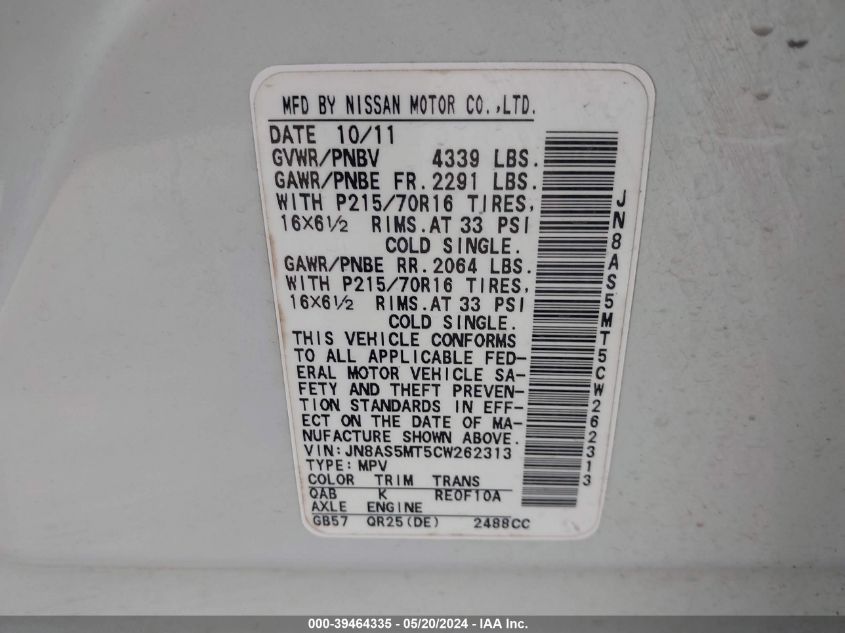 MFD BY NISSAN MOTOR CO.,LTD.
DATE 10/11
GVWR/PNBV 4339 LBS.
GAWR/PNBE FR. 2291 LBS.
WITH P215/70R16 TIRES,
16X6½ RIMS. AT 33 PSI
COLD SINGLE.
GAWR/PNBE RR. 2064 LBS.
WITH P215/70R16 TIRES,
16X6½ RIMS. AT 33 PSI
COLD SINGLE.
THIS VEHICLE CONFORMS
TO ALL APPLICABLE FED-
ERAL MOTOR VEHICLE SA-
FETY AND THEFT PREVEN-
TION STANDARDS IN EFF-
ECT ON THE DATE OF MA-
NUFACTURE SHOWN ABOVE.
VIN: JN8AS5MT5CW262313
TYPE: MPV
COLOR TRIM TRANS
QAB K RE0F10A
AXLE ENGINE
GB57 QR25(DE) 2488CC
JN8AS5MT5CW262313
000-39464335 - 05/20/2024 - IAA Inc.